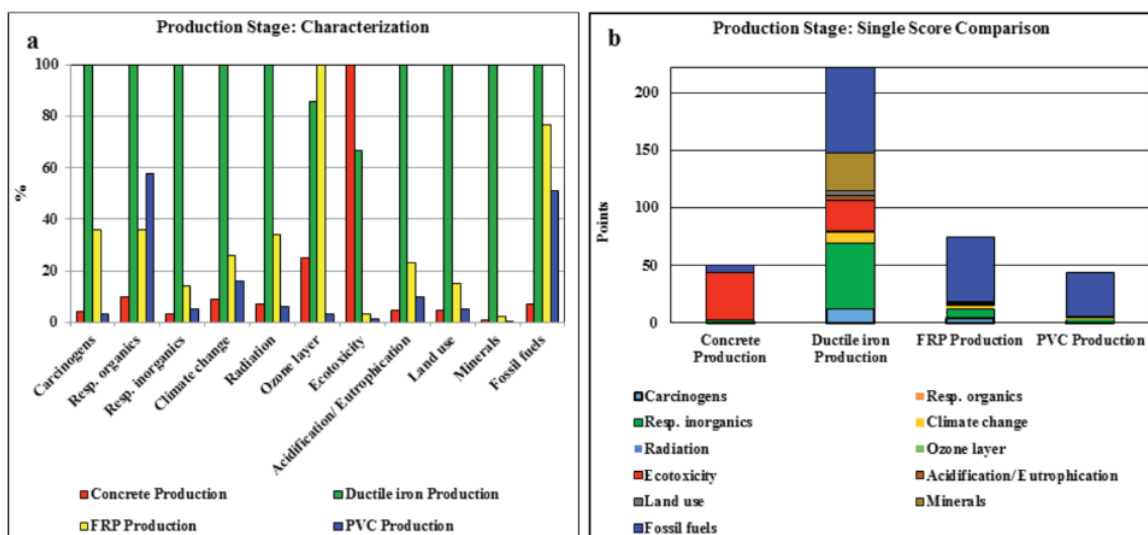 a
Production Stage: Characterization
100
80
60
40
20
0
%
Carcinogens
Resp. organics
Resp. inorganics
Climate change
Radiation
Ozone layer
Ecotoxicity
Acidification/ Eutrophication
Land use
Minerals
Fossil fuels
Concrete Production
Ductile iron Production
FRP Production
PVC Production
b
Production Stage: Single Score Comparison
200
150
100
50
0
Points
Concrete
Production
Ductile iron
Production
FRP Production
PVC Production
Carcinogens
Resp. organics
Resp. inorganics
Climate change
Radiation
Ozone layer
Ecotoxicity
Acidification/ Eutrophication
Land use
Minerals
Fossil fuels